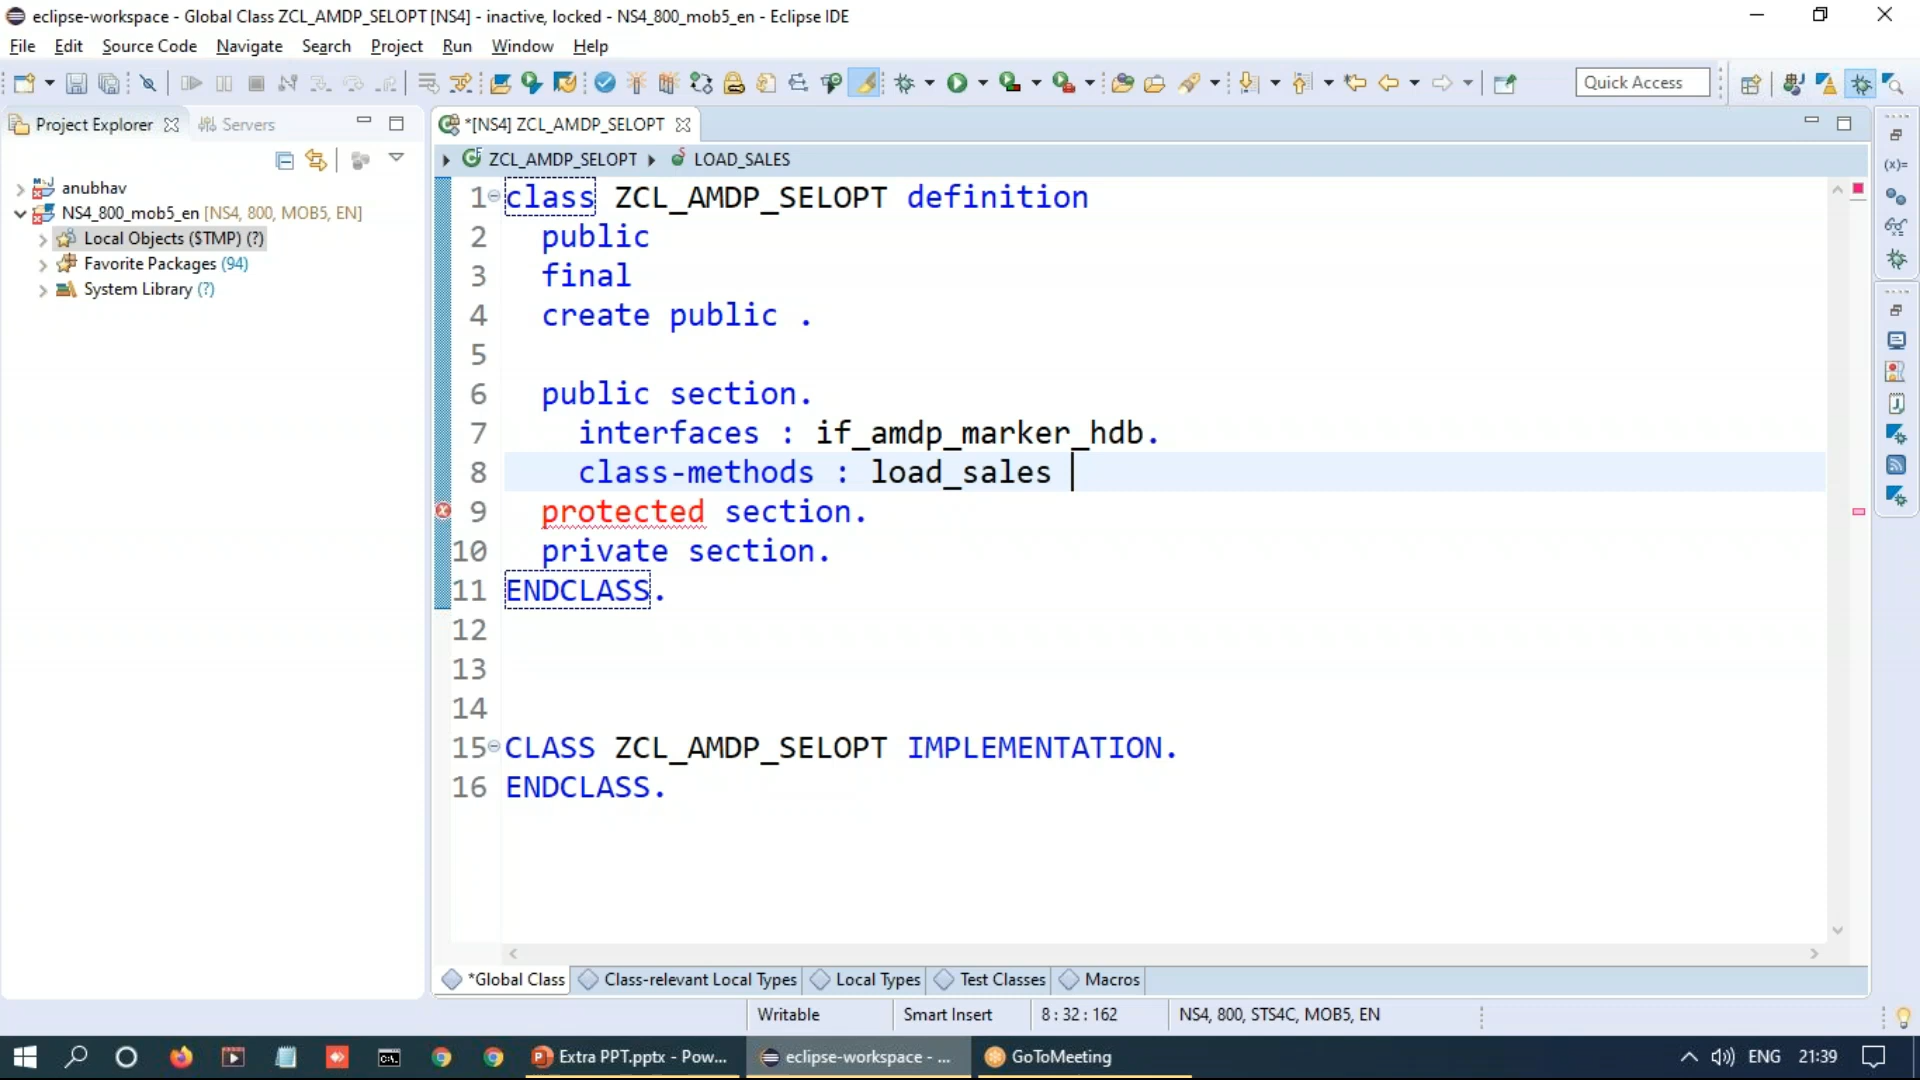 eclipse-workspace - Global Class ZCL_AMDP_SELOPT [NS4] - inactive, locked - NS4_800_mob5_en - Eclipse IDE
File Edit Source Code Navigate Search Project Run Window Help
Quick Access
Project Explorer Servers
*[NS4] ZCL_AMDP_SELOPT
ZCL_AMDP_SELOPT LOAD_SALES
anubhav
NS4_800_mob5_en [NS4, 800, MOB5, EN]
Local Objects ($TMP) (?)
Favorite Packages (94)
System Library (?)
1 class ZCL_AMDP_SELOPT definition
2 public
3 final
4 create public .
5
6 public section.
7 interfaces : if_amdp_marker_hdb.
8 class-methods : load_sales
9 protected section.
10 private section.
11 ENDCLASS.
12
13
14
15 CLASS ZCL_AMDP_SELOPT IMPLEMENTATION.
16 ENDCLASS.
*Global Class Class-relevant Local Types Local Types Test Classes Macros
Writable Smart Insert 8 : 32 : 162 NS4, 800, STS4C, MOB5, EN
Extra PPT.pptx - Pow... eclipse-workspace - ... GoToMeeting ENG 21:39